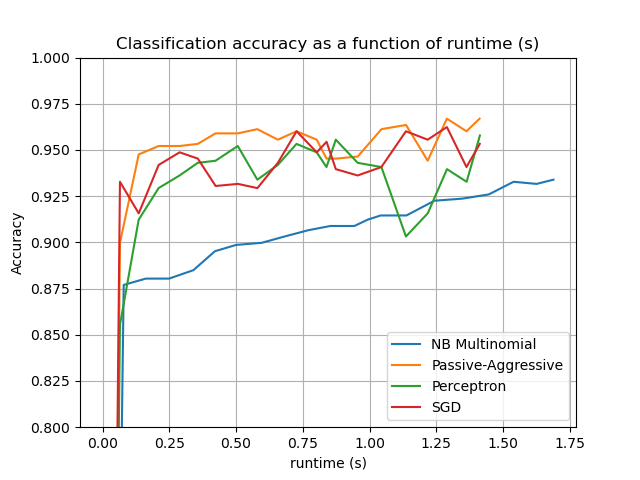 Classification accuracy as a function of runtime (s)
1.000
0.975
0.950
0.925
0.900
0.875
0.850
0.825
0.800
Accuracy
NB Multinomial
Passive-Aggressive
Perceptron
SGD
0.00 0.25 0.50 0.75 1.00 1.25 1.50 1.75
runtime (s)